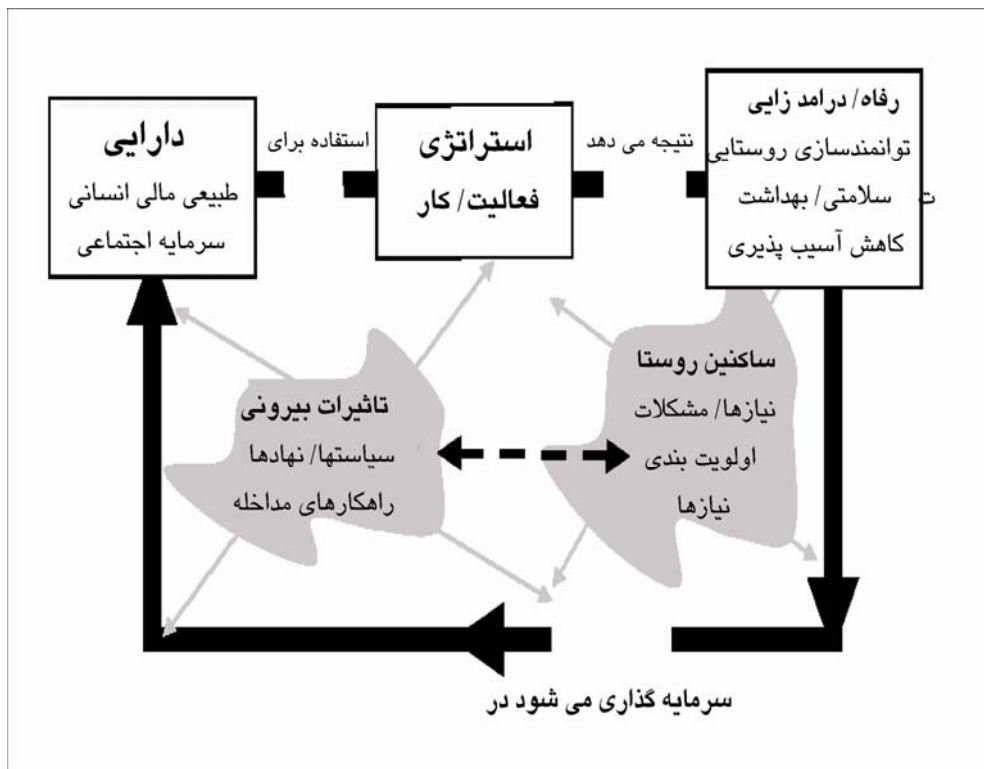 دارایی
طبیعی مالی انسانی
سرمایه اجتماعی
استفاده برای
استراتژی
فعالیت/ کار
نتیجه می دهد
رفاه/ درامد زایی
توانمندسازی روستایی
سلامتی/ بهداشت
کاهش آسیب پذیری
ت
ساکنین روستا
نیازها/ مشکلات
اولویت بندی
نیازها
تاثیرات بیرونی
سیاستها/ نهادها
راهکارهای مداخله
سرمایه گذاری می شود در